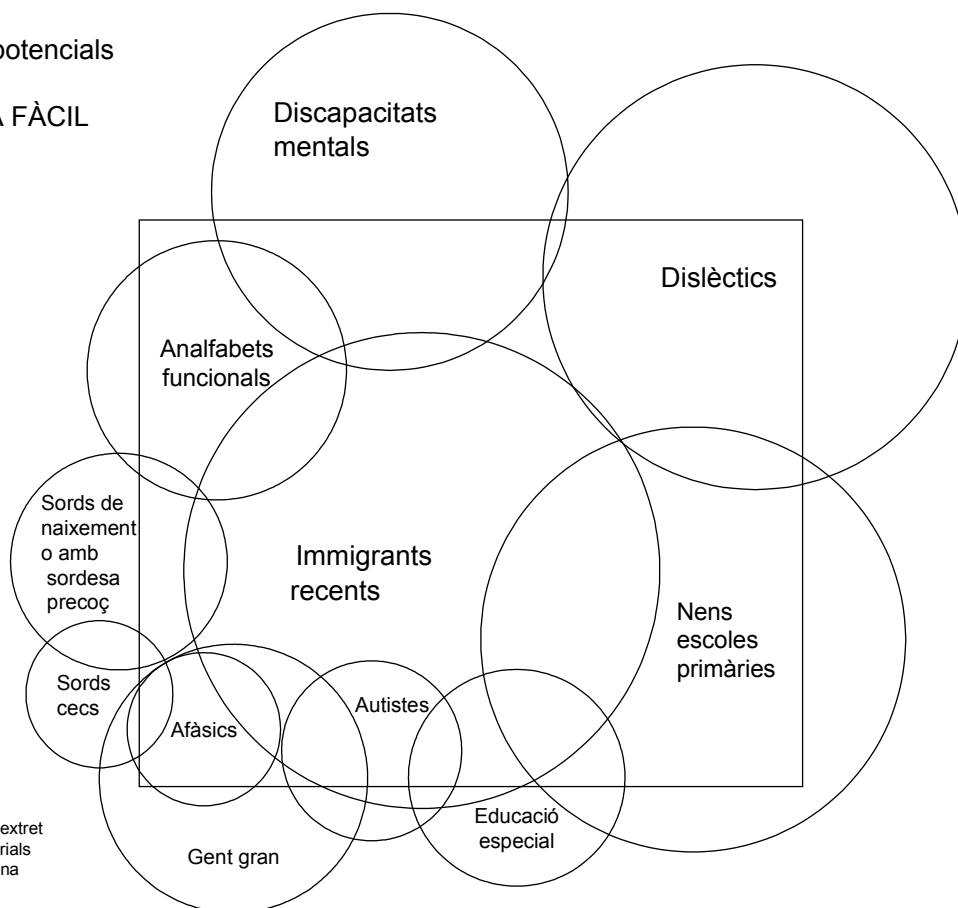 potencials
A FÀCIL
Discapacitats
mentals
Dislèctics
Analfabets
funcionals
Sords de
naixement
o amb
sordesa
precoç
Immigrants
recents
Nens
escoles
primàries
Sords
cecs
Afàsics
Autistes
Educació
especial
Gent gran
extret
rials
na